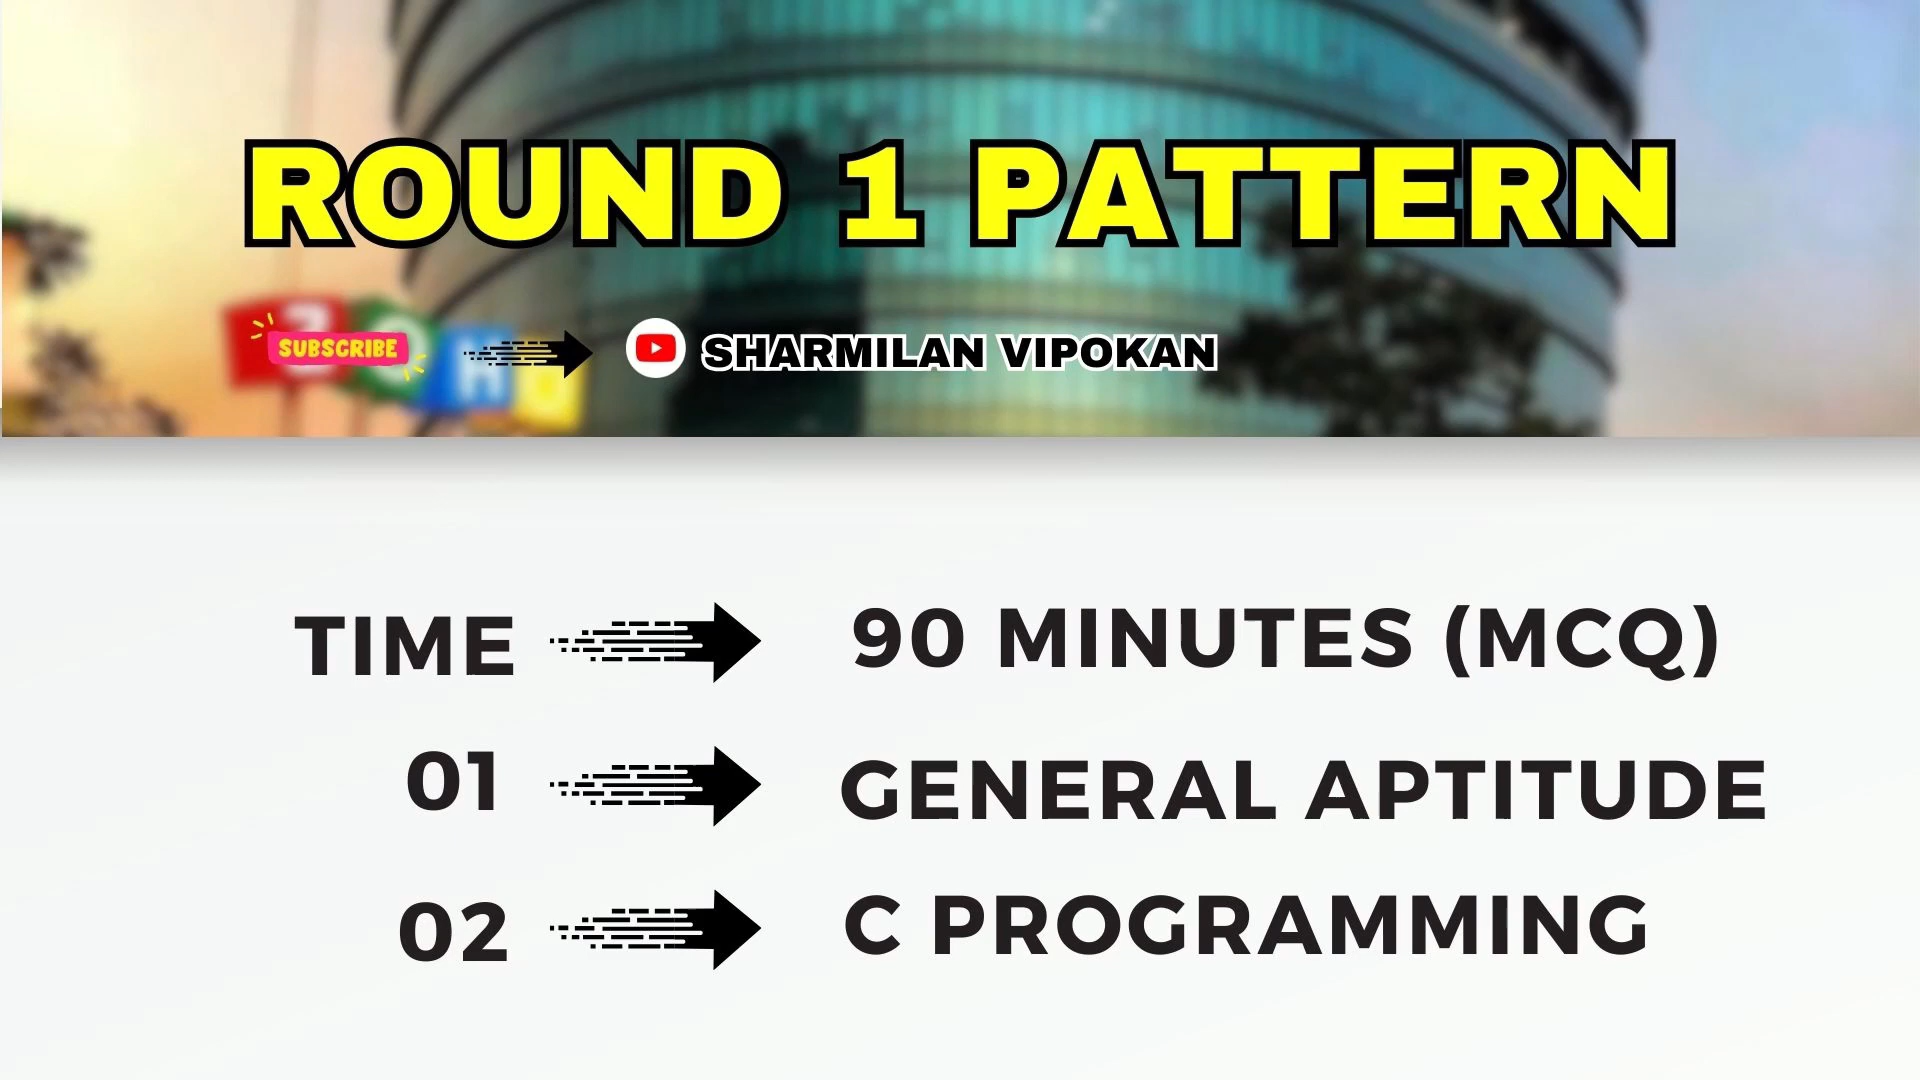 ROUND 1 PATTERN
SUBSCRIBE
SHARMILAN VIPOKAN
TIME 90 MINUTES (MCQ)
01 GENERAL APTITUDE
02 C PROGRAMMING